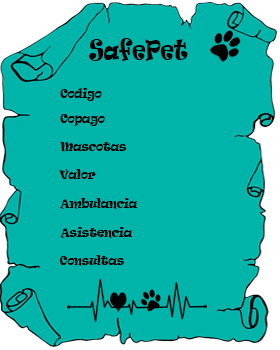 SafePet
Codigo
Copago
Mascotas
Valor
Ambulancia
Asistencia
Consultas